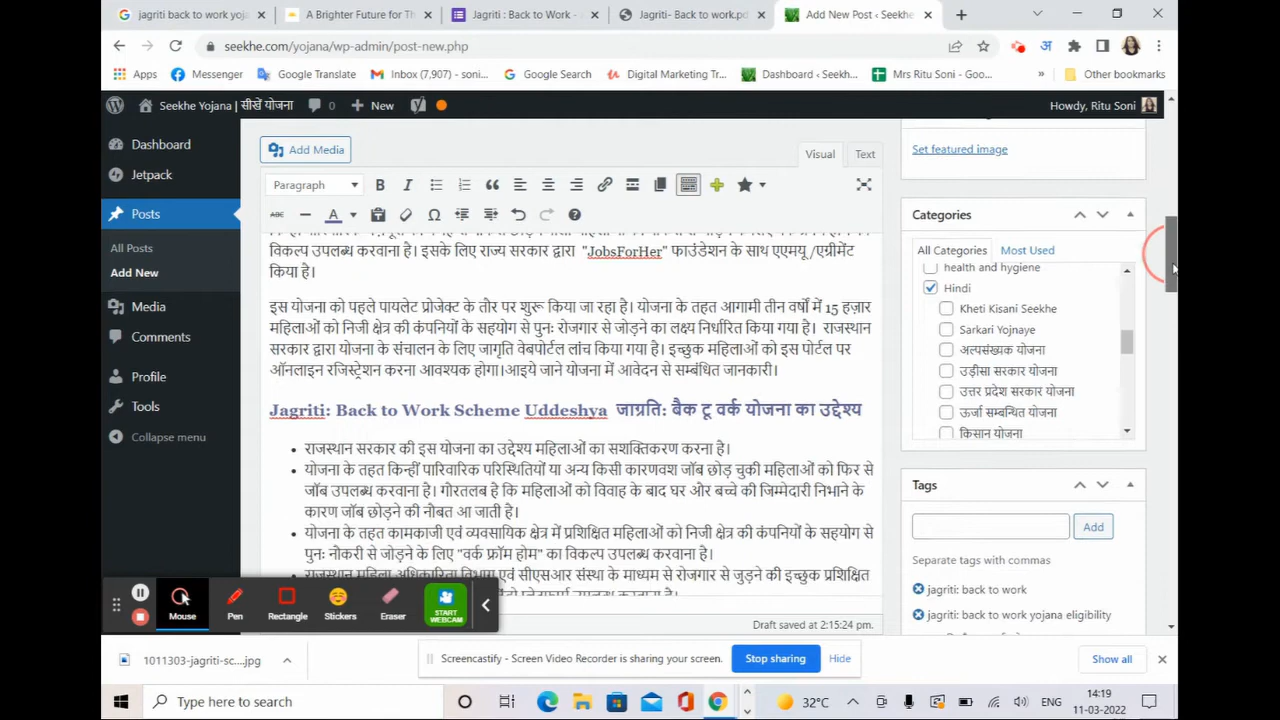 jagriti back to work yoja
A Brighter Future for Th
Jagriti : Back to Work -
Jagriti- Back to work.pd
Add New Post ‹ Seekhe
seekhe.com/yojana/wp-admin/post-new.php
Apps
Messenger
Google Translate
Inbox (7,907) - soni...
Google Search
Digital Marketing Tr...
Dashboard ‹ Seekh...
Mrs Ritu Soni - Goo...
»
Other bookmarks
Seekhe Yojana | सीखें योजना
0
New
Howdy, Ritu Soni
Dashboard
Jetpack
Posts
All Posts
Add New
Media
Comments
Profile
Tools
Collapse menu
Add Media
Visual
Text
Paragraph
विकल्प उपलब्ध करवाना है। इसके लिए राज्य सरकार द्वारा "JobsForHer" फाउंडेशन के साथ एमएमयू /एग्रीमेंट
किया है।
इस योजना को पहले पायलेट प्रोजेक्ट के तोर पर शुरू किया जा रहा है। योजना के तहत आगामी तीन वर्षों में 15 हज़ार
महिलाओं को निजी क्षेत्र की कंपनियों के सहयोग से पुनः रोजगार से जोड़ने का लक्ष्य निर्धारित किया गया है। राजस्थान
सरकार द्वारा योजना के संचालन के लिए जागृति वेबपोर्टल लांच किया गया है। इच्छुक महिलाओं को इस पोर्टल पर
ऑनलाइन रजिस्ट्रेशन करना आवश्यक होगा।आइये जाने योजना में आवेदन से सम्बंधित जानकारी।
Jagriti: Back to Work Scheme Uddeshya जाग्रति: बैक टू वर्क योजना का उद्देश्य
राजस्थान सरकार की इस योजना का उद्देश्य महिलाओं का सशक्तिकरण करना है।
योजना के तहत किन्हीं पारिवारिक परिस्थितियों या अन्य किसी कारणवश जॉब छोड़ चुकी महिलाओं को फिर से
जॉब उपलब्ध करवाना है। गोरतलब है कि महिलाओं को विवाह के बाद घर और बच्चे की जिम्मेदारी निभाने के
कारण जॉब छोड़ने की नौबत आ जाती है।
योजना के तहत कामकाजी एवं व्यवसायिक क्षेत्र में प्रशिक्षित महिलाओं को निजी क्षेत्र की कंपनियों के सहयोग से
पुनः नौकरी से जोड़ने के लिए "वर्क फ्रॉम होम" का विकल्प उपलब्ध करवाना है।
राजस्थान महिला अधिकारिता विभाग एवं सीएसआर संस्था के माध्यम से रोजगार से जुड़ने की इच्छुक प्रशिक्षित
Draft saved at 2:15:24 pm.
Set featured image
Categories
All Categories
Most Used
health and hygiene
Hindi
Kheti Kisani Seekhe
Sarkari Yojnaye
अल्पसंख्यक योजना
उड़ीसा सरकार योजना
उत्तर प्रदेश सरकार योजना
ऊर्जा सम्बन्धित योजना
किसान योजना
Tags
Add
Separate tags with commas
jagriti: back to work
jagriti: back to work yojana eligibility
Mouse
Pen
Rectangle
Stickers
Eraser
START
WEBCAM
1011303-jagriti-sc....jpg
Screencastify - Screen Video Recorder is sharing your screen.
Stop sharing
Hide
Show all
Type here to search
32°C
ENG
14:19
11-03-2022